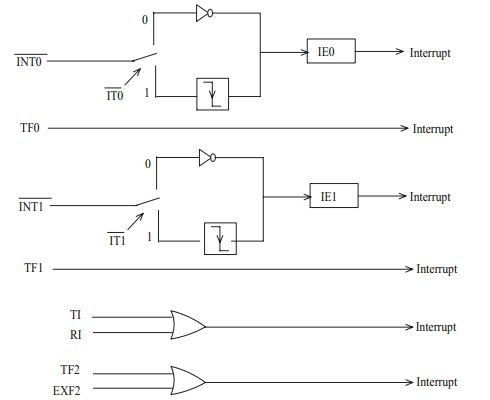 0
INT0
IE0
Interrupt
IT0
1
TF0
Interrupt
0
INT1
IE1
Interrupt
IT1
1
TF1
Interrupt
TI
RI
Interrupt
TF2
EXF2
Interrupt